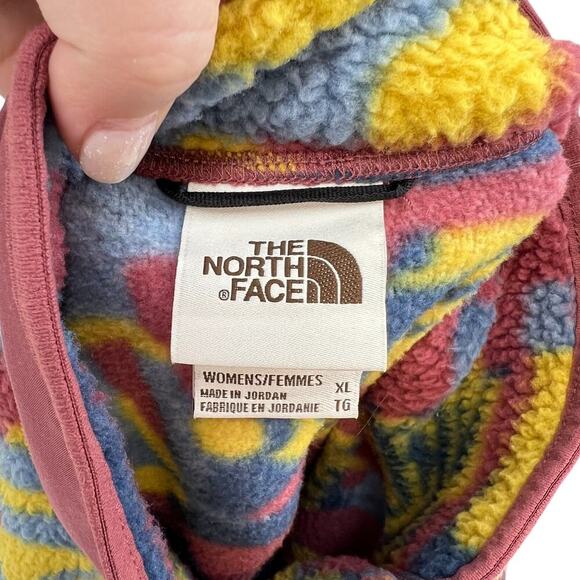 THE
NORTH
® FACE
WOMENS/FEMMES XL
MADE IN JORDAN
FABRIQUE EN JORDANIE TG